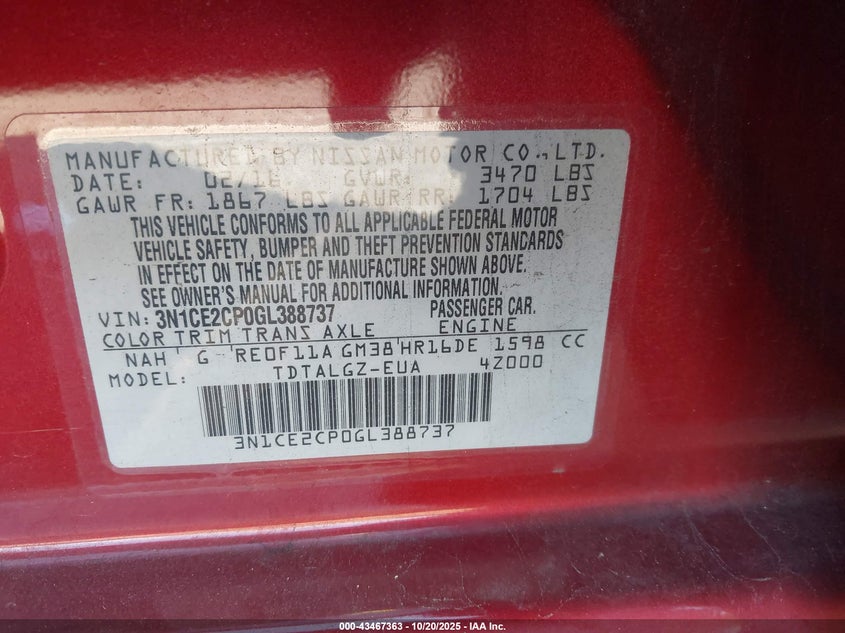 MANUFACTURED BY NISSAN MOTOR CO.,LTD.
DATE: 02/16 GVWR: 3470 LBS
GAWR FR: 1867 LBS GAWR RR: 1704 LBS
THIS VEHICLE CONFORMS TO ALL APPLICABLE FEDERAL MOTOR
VEHICLE SAFETY, BUMPER AND THEFT PREVENTION STANDARDS
IN EFFECT ON THE DATE OF MANUFACTURE SHOWN ABOVE.
SEE OWNER'S MANUAL FOR ADDITIONAL INFORMATION.
VIN: 3N1CE2CP0GL388737 PASSENGER CAR.
COLOR TRIM TRANS AXLE ENGINE
NAH G RE0F11A GM38 HR16DE 1598 CC
MODEL: TDTALGZ-EUA 4Z000
3N1CE2CP0GL388737
000-43467363 - 10/20/2025 - IAA Inc.